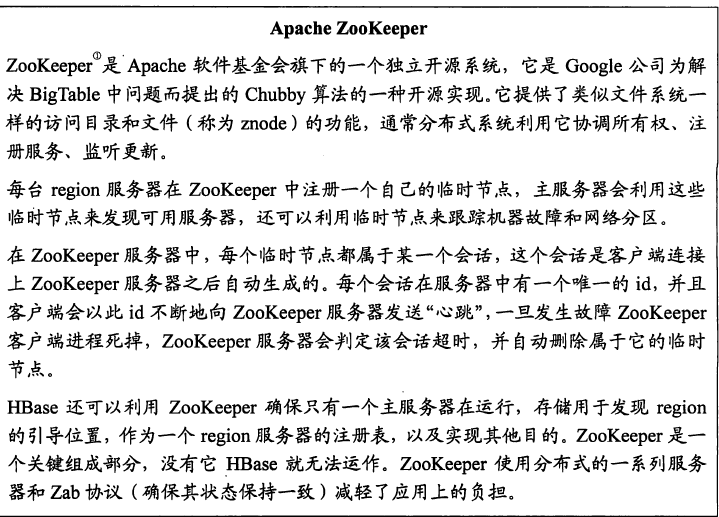 Apache ZooKeeper
ZooKeeper①是 Apache 软件基金会旗下的一个独立开源系统，它是 Google 公司为解
决 BigTable 中问题而提出的 Chubby 算法的一种开源实现。它提供了类似文件系统一
样的访问目录和文件（称为 znode）的功能，通常分布式系统利用它协调所有权、注
册服务、监听更新。
每台 region 服务器在 ZooKeeper 中注册一个自己的临时节点，主服务器会利用这些
临时节点来发现可用服务器，还可以利用临时节点来跟踪机器故障和网络分区。
在 ZooKeeper 服务器中，每个临时节点都属于某一个会话，这个会话是客户端连接
上 ZooKeeper 服务器之后自动生成的。每个会话在服务器中有一个唯一的 id，并且
客户端会以此 id 不断地向 ZooKeeper 服务器发送“心跳”，一旦发生故障 ZooKeeper
客户端进程死掉，ZooKeeper 服务器会判定该会话超时，并自动删除属于它的临时
节点。
HBase 还可以利用 ZooKeeper 确保只有一个主服务器在运行，存储用于发现 region
的引导位置，作为一个 region 服务器的注册表，以及实现其他目的。ZooKeeper 是一
个关键组成部分，没有它 HBase 就无法运作。ZooKeeper 使用分布式的一系列服务
器和 Zab 协议（确保其状态保持一致）减轻了应用上的负担。